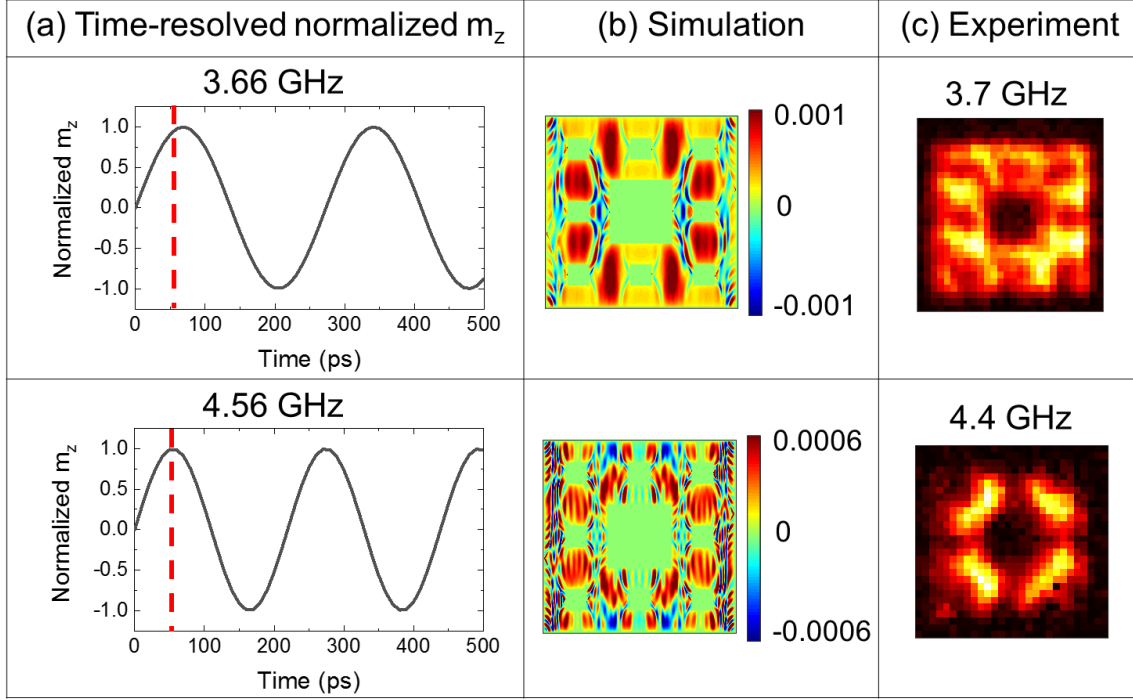 (a) Time-resolved normalized m_z
(b) Simulation
(c) Experiment
3.66 GHz
Normalized m_z
1.0
0.5
0.0
-0.5
-1.0
0 100 200 300 400 500
Time (ps)
0.001
0
-0.001
3.7 GHz
4.56 GHz
Normalized m_z
1.0
0.5
0.0
-0.5
-1.0
0 100 200 300 400 500
Time (ps)
0.0006
0
-0.0006
4.4 GHz